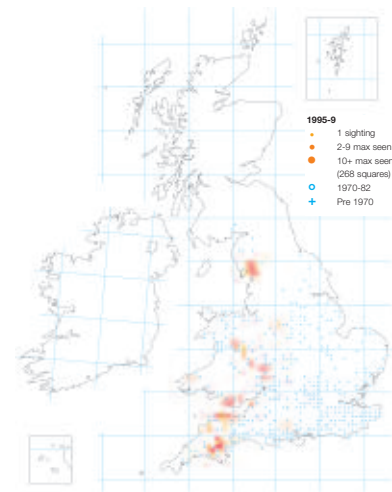 1995-9
1 sighting
2-9 max seen
10+ max seen
(268 squares)
1970-82
Pre 1970